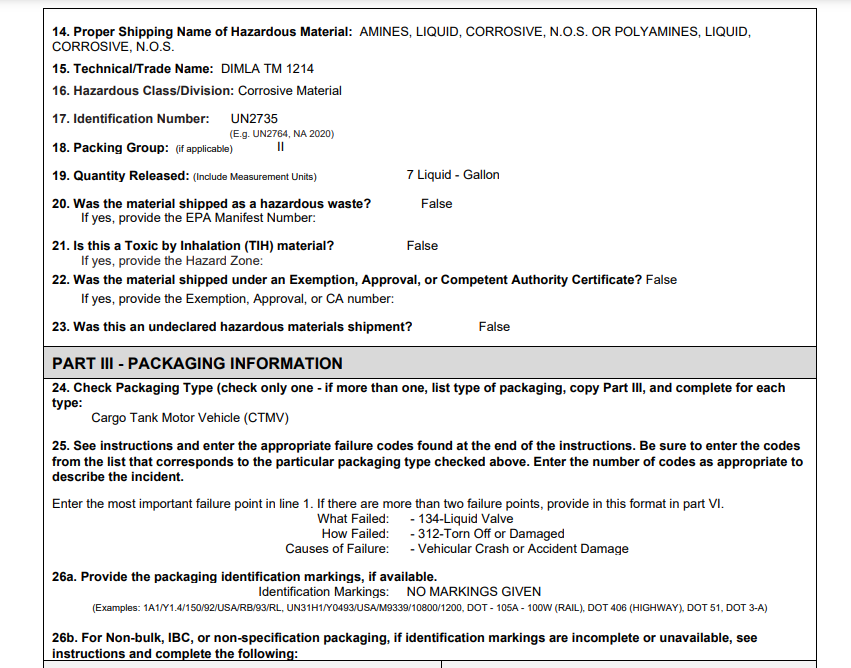 14. Proper Shipping Name of Hazardous Material: AMINES, LIQUID, CORROSIVE, N.O.S. OR POLYAMINES, LIQUID,
CORROSIVE, N.O.S.
15. Technical/Trade Name: DIMLA TM 1214
16. Hazardous Class/Division: Corrosive Material
17. Identification Number: UN2735
(E.g. UN2764, NA 2020)
18. Packing Group: (if applicable) II
19. Quantity Released: (Include Measurement Units) 7 Liquid - Gallon
20. Was the material shipped as a hazardous waste? False
If yes, provide the EPA Manifest Number:
21. Is this a Toxic by Inhalation (TIH) material? False
If yes, provide the Hazard Zone:
22. Was the material shipped under an Exemption, Approval, or Competent Authority Certificate? False
If yes, provide the Exemption, Approval, or CA number:
23. Was this an undeclared hazardous materials shipment? False
PART III - PACKAGING INFORMATION
24. Check Packaging Type (check only one - if more than one, list type of packaging, copy Part III, and complete for each
type:
Cargo Tank Motor Vehicle (CTMV)
25. See instructions and enter the appropriate failure codes found at the end of the instructions. Be sure to enter the codes
from the list that corresponds to the particular packaging type checked above. Enter the number of codes as appropriate to
describe the incident.
Enter the most important failure point in line 1. If there are more than two failure points, provide in this format in part VI.
What Failed: - 134-Liquid Valve
How Failed: - 312-Torn Off or Damaged
Causes of Failure: - Vehicular Crash or Accident Damage
26a. Provide the packaging identification markings, if available.
Identification Markings: NO MARKINGS GIVEN
(Examples: 1A1/Y1.4/150/92/USA/RB/93/RL, UN31H1/Y0493/USA/M9339/10800/1200, DOT - 105A - 100W (RAIL), DOT 406 (HIGHWAY), DOT 51, DOT 3-A)
26b. For Non-bulk, IBC, or non-specification packaging, if identification markings are incomplete or unavailable, see
instructions and complete the following: